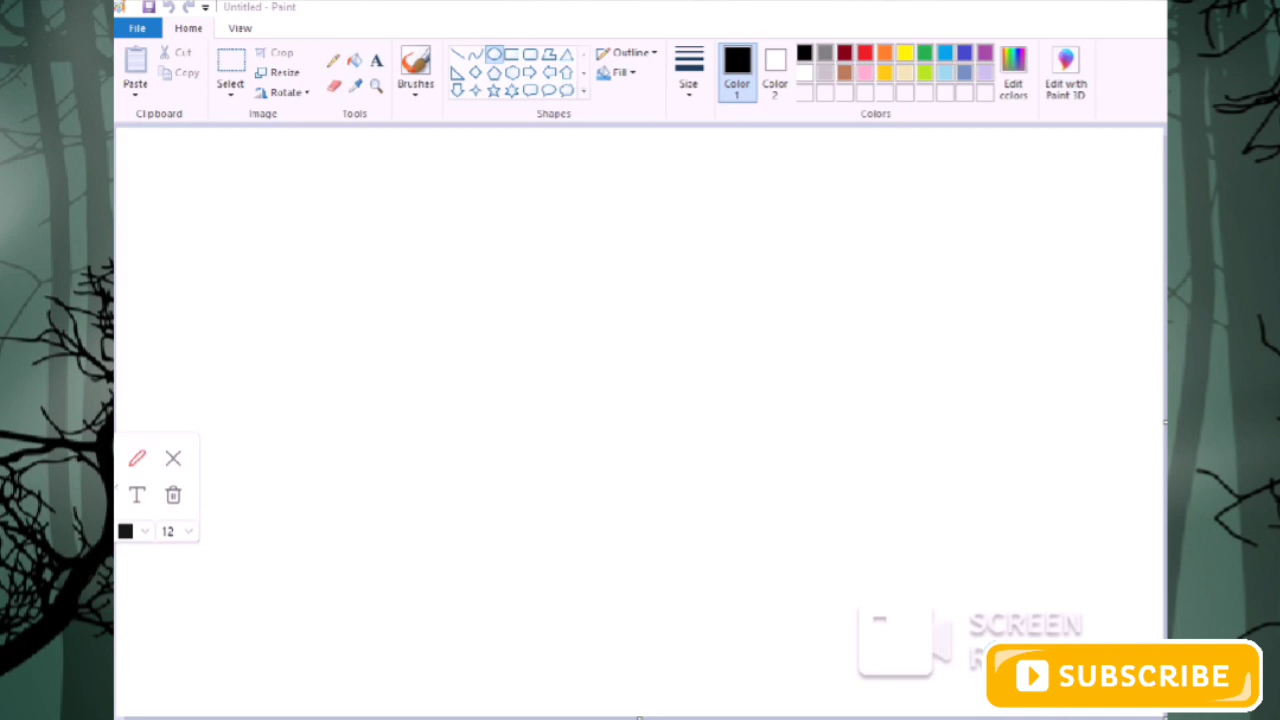 Untitled - Paint
File Home View
Paste
Cut
Copy
Clipboard
Select
Crop
Resize
Rotate
Image
A
Tools
Brushes
Shapes
Outline
Fill
Size
Color 1
Color 2
Colors
Edit colors
Edit with Paint 3D
T
12
SCREEN
SUBSCRIBE